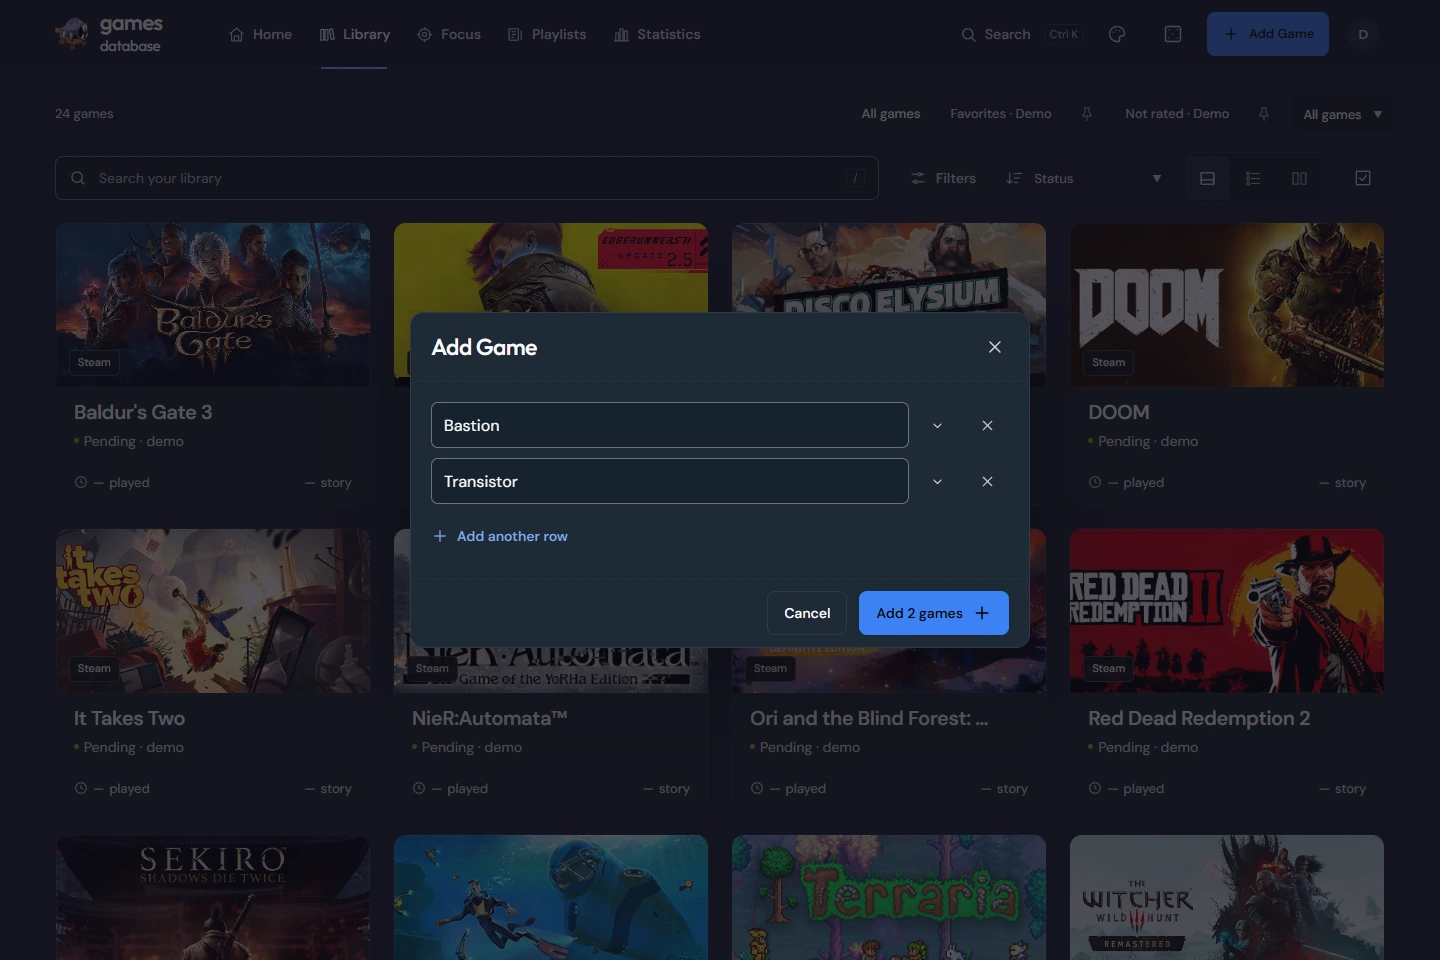 games
database
Home
Library
Focus
Playlists
Statistics
Search
Ctrl K
Add Game
D
24 games
All games
Favorites · Demo
Not rated · Demo
All games
Search your library
/
Filters
Status
BALDUR'S
GATE
Steam
EDGERUNNERS
UPDATE 2.5
DISCO ELYSIUM
DOOM
Steam
Add Game
Baldur's Gate 3
Pending · demo
— played
— story
DOOM
Pending · demo
— played
— story
Bastion
Transistor
Add another row
Cancel
Add 2 games
it
takes
two
Steam
NieR:Automata
Game of the YoRHa Edition
Steam
DEFINITIVE EDITION
Steam
RED DEAD
REDEMPTION II
Steam
It Takes Two
Pending · demo
— played
— story
NieR:Automata™
Pending · demo
— played
— story
Ori and the Blind Forest: ...
Pending · demo
— played
— story
Red Dead Redemption 2
Pending · demo
— played
— story
SEKIRO
SHADOWS DIE TWICE
Terraria
THE
WITCHER
WILD HUNT
REMASTERED